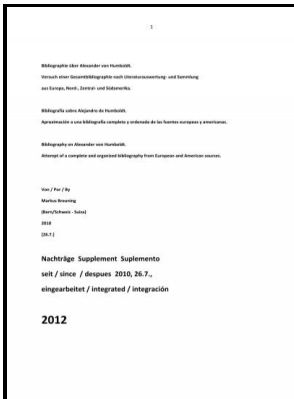 1
Bibliographie über Alexander von Humboldt.
Versuch einer Gesamtbibliographie nach Literaturauswertung- und Sammlung
aus Europa, Nord-, Zentral- und Südamerika.
Bibliografía sobre Alejandro de Humboldt.
Aproximación a una bibliografía completa y ordenada de las fuentes europeas y americanas.
Bibliography on Alexander von Humboldt.
Attempt of a complete and organized bibliography from European and American sources.
Von / Por / By
Markus Breuning
(Bern/Schweiz - Suiza)
2010
(26.7.)
Nachträge Supplement Suplemento
seit / since / despues 2010, 26.7.,
eingearbeitet / integrated / integración
2012